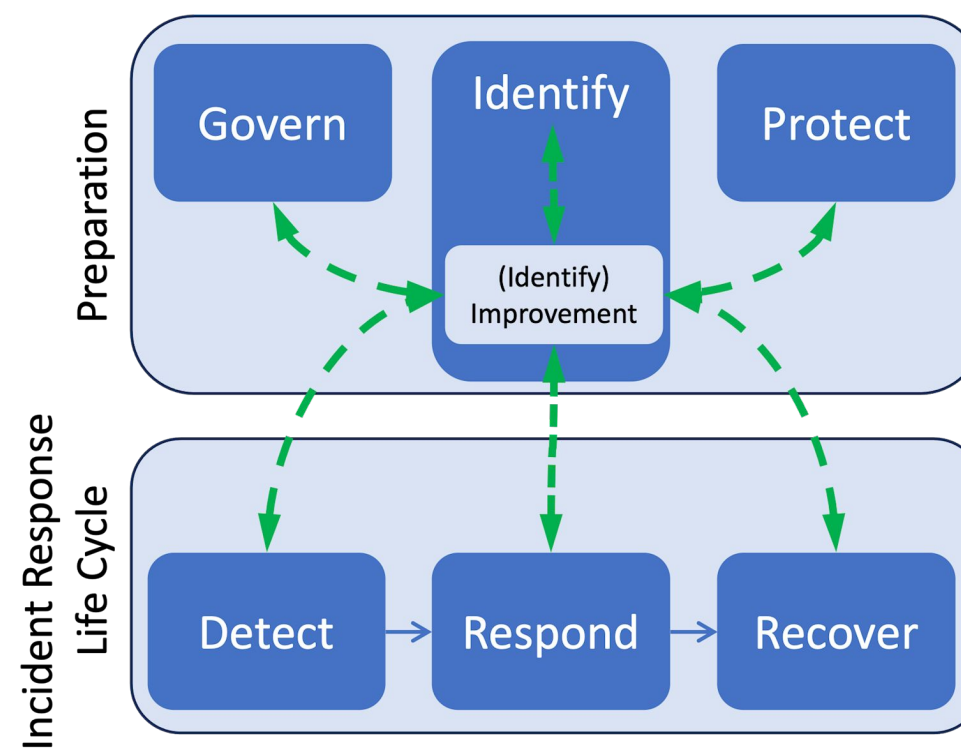 Preparation
Govern
Identify
Protect
(Identify)
Improvement
Incident Response
Life Cycle
Detect
Respond
Recover